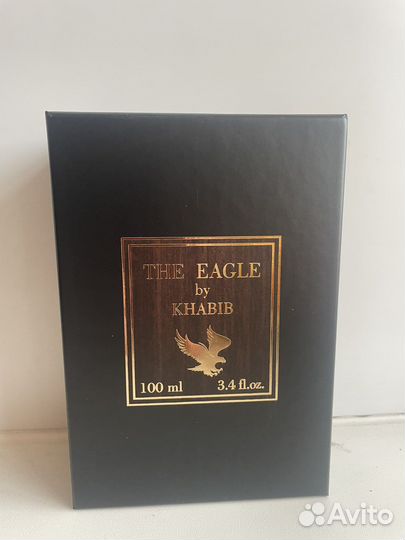 THE EAGLE
by
KHABIB
100 ml 3.4 fl.oz.
Avito